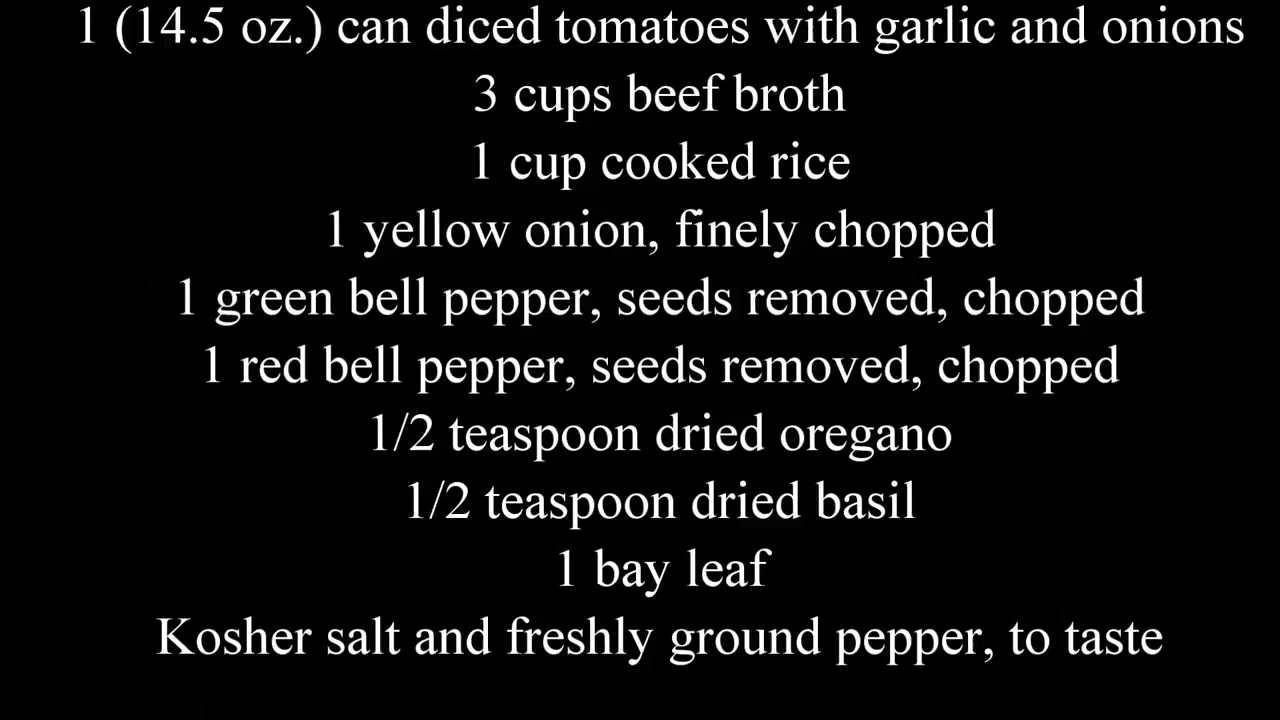 1 (14.5 oz.) can diced tomatoes with garlic and onions
3 cups beef broth
1 cup cooked rice
1 yellow onion, finely chopped
1 green bell pepper, seeds removed, chopped
1 red bell pepper, seeds removed, chopped
1/2 teaspoon dried oregano
1/2 teaspoon dried basil
1 bay leaf
Kosher salt and freshly ground pepper, to taste